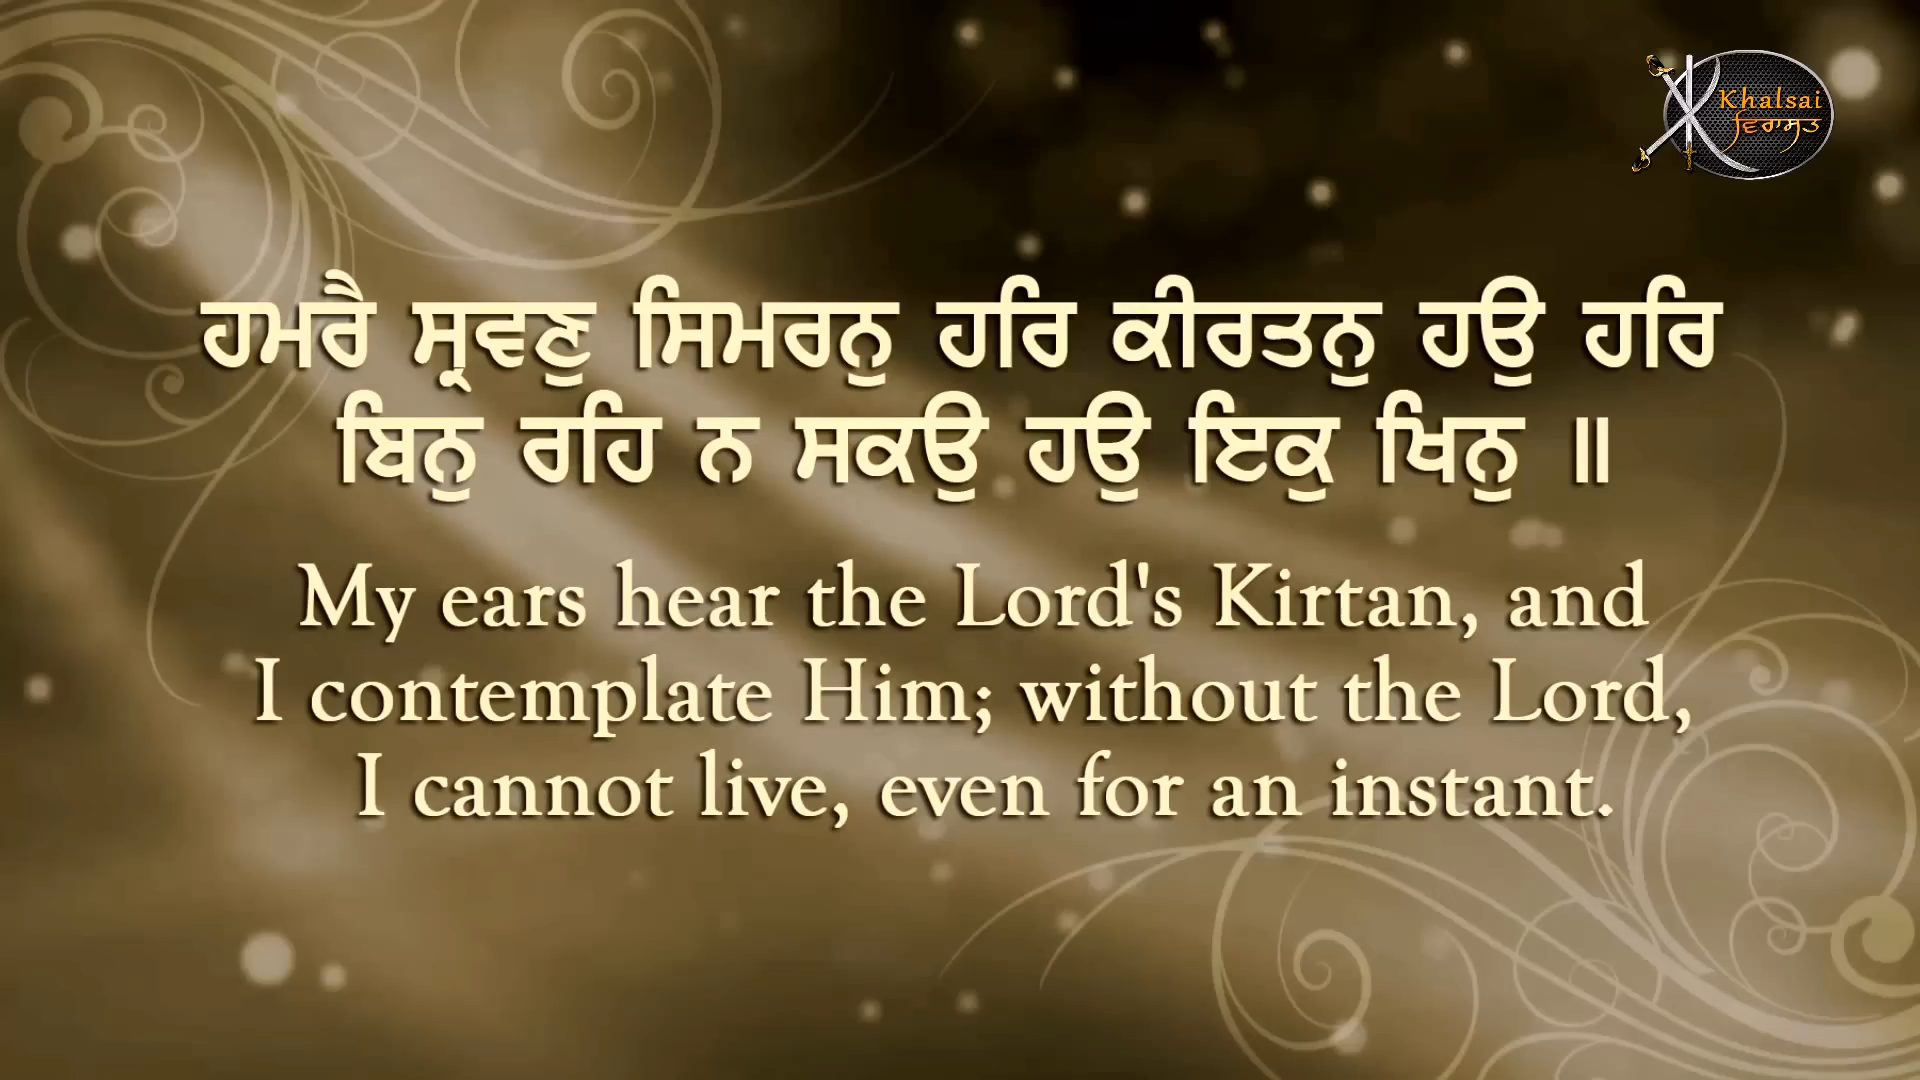 Khalsai
ਵਿਰਾਸਤ
ਹਮਰੈ ਸ੍ਰਵਣੁ ਸਿਮਰਨੁ ਹਰਿ ਕੀਰਤਨੁ ਹਉ ਹਰਿ
ਬਿਨੁ ਰਹਿ ਨ ਸਕਉ ਹਉ ਇਕੁ ਖਿਨੁ ॥
My ears hear the Lord's Kirtan, and
I contemplate Him; without the Lord,
I cannot live, even for an instant.